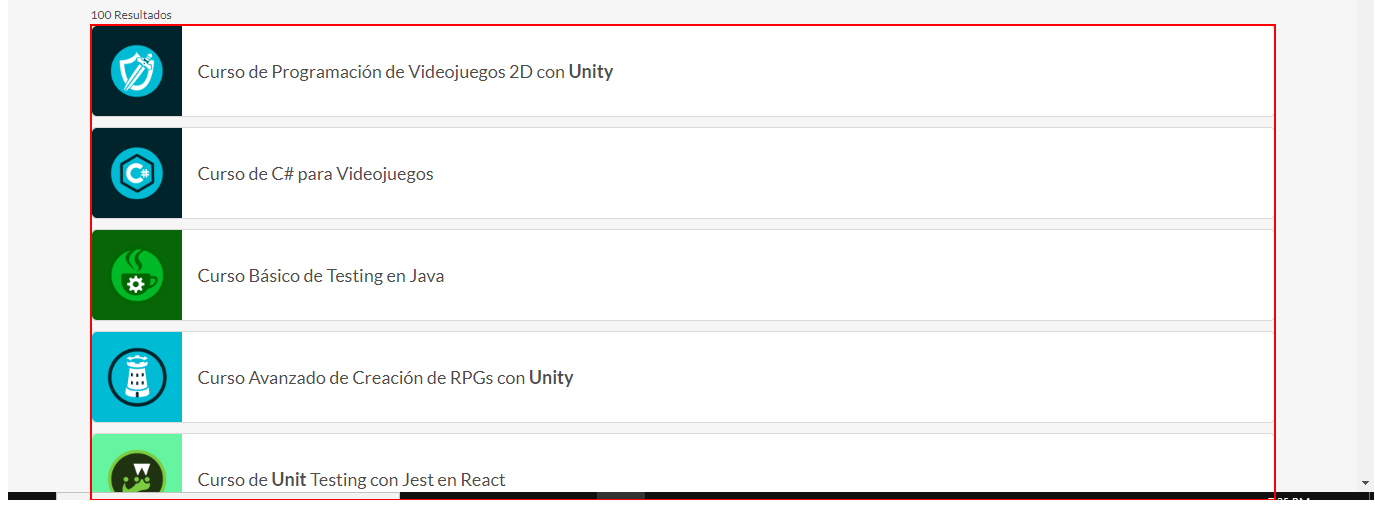 100 Resultados
Curso de Programación de Videojuegos 2D con Unity
C#
Curso de C# para Videojuegos
Curso Básico de Testing en Java
Curso Avanzado de Creación de RPGs con Unity
Curso de Unit Testing con Jest en React